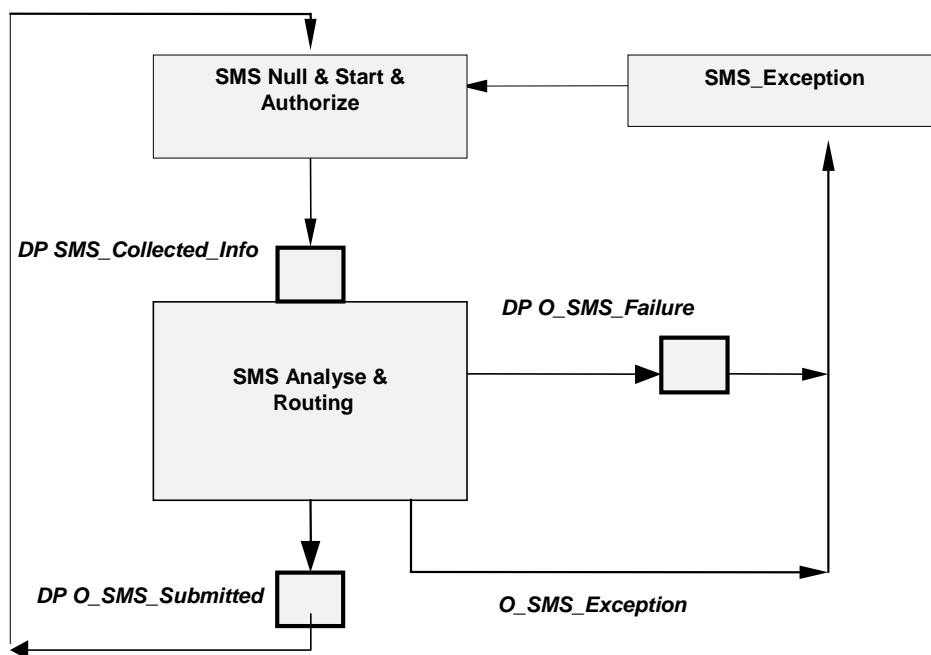 SMS Null & Start &
Authorize
SMS_Exception
DP SMS_Collected_Info
DP O_SMS_Failure
SMS Analyse &
Routing
DP O_SMS_Submitted
O_SMS_Exception